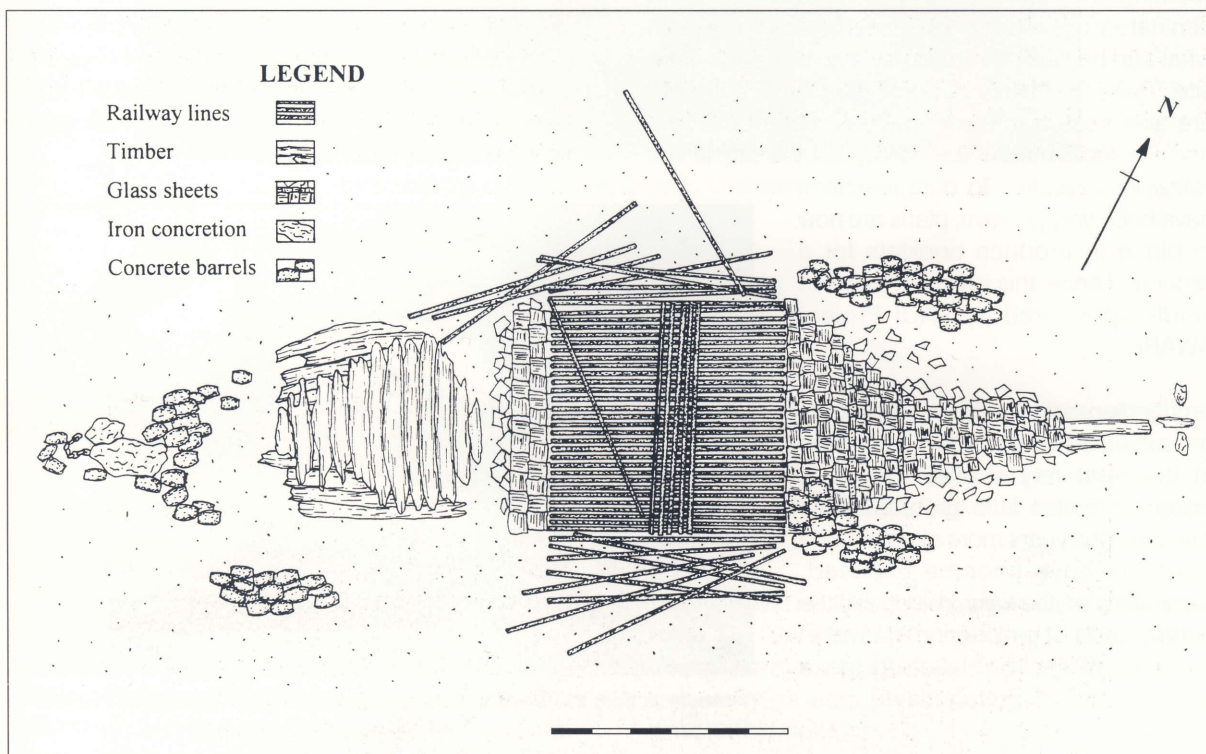 LEGEND
Railway lines
Timber
Glass sheets
Iron concretion
Concrete barrels
N